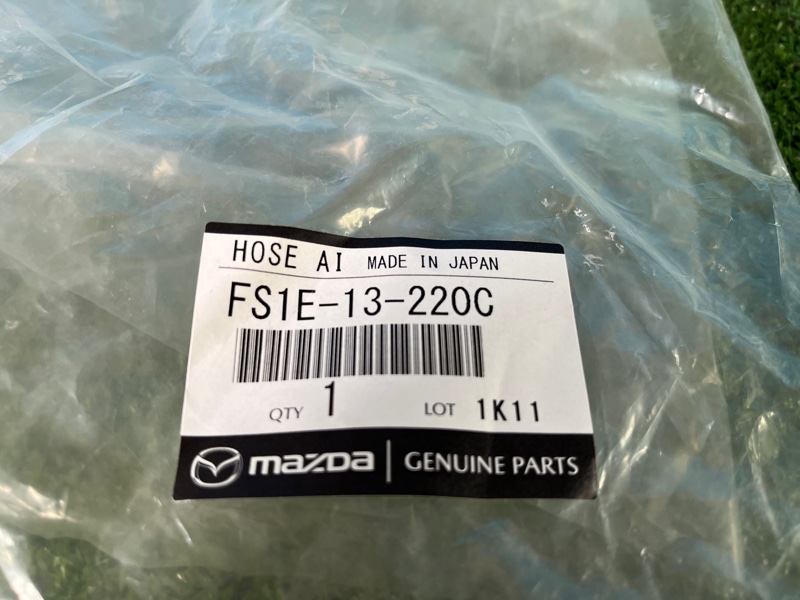 HOSE AI MADE IN JAPAN
FS1E-13-220C
QTY 1 LOT 1K11
mazda GENUINE PARTS